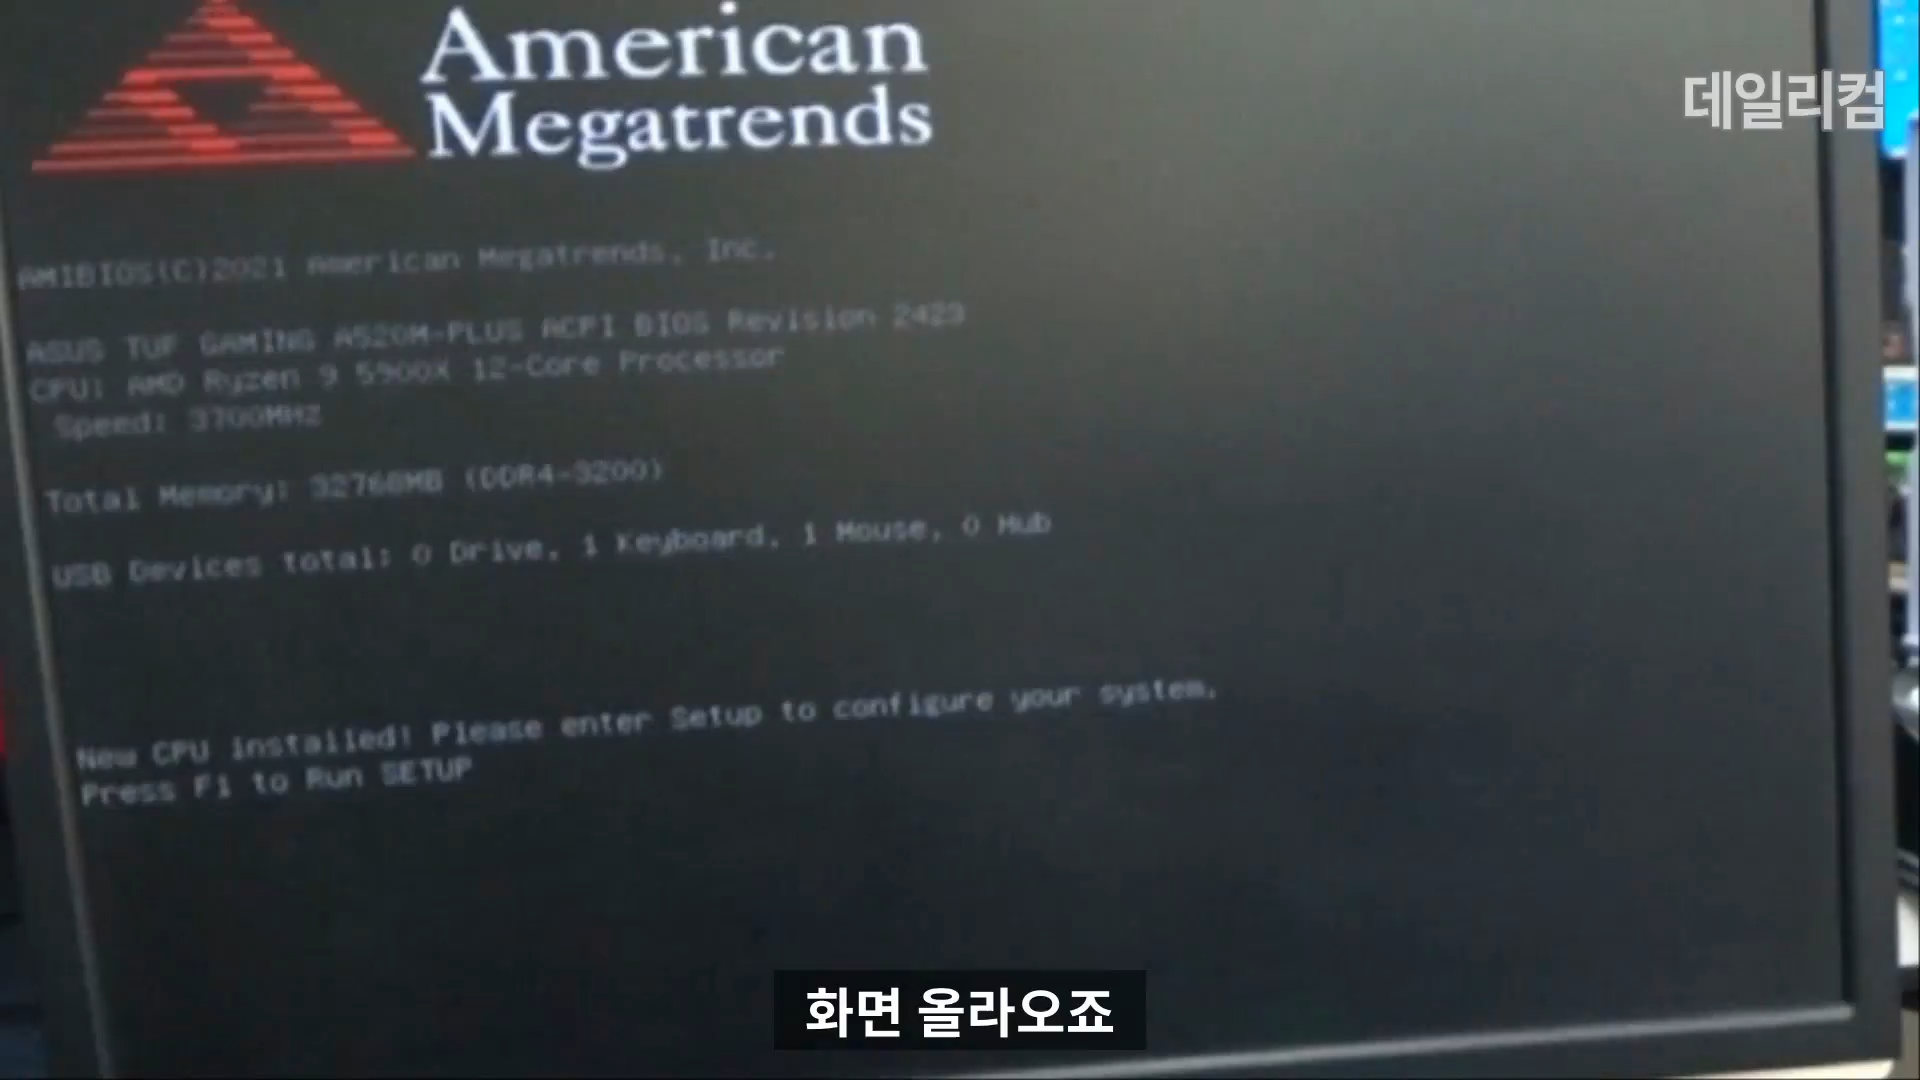 American
Megatrends
데일리컴
AMIBIOS(C)2021 American Megatrends, Inc.
ASUS TUF GAMING A520M-PLUS ACPI BIOS Revision 2423
CPU: AMD Ryzen 9 5900X 12-Core Processor
Speed: 3700MHz
Total Memory: 32768MB (DDR4-3200)
USB Devices total: 0 Drive, 1 Keyboard, 1 Mouse, 0 Hub
New CPU installed! Please enter Setup to configure your system.
Press F1 to Run SETUP
화면 올라오죠